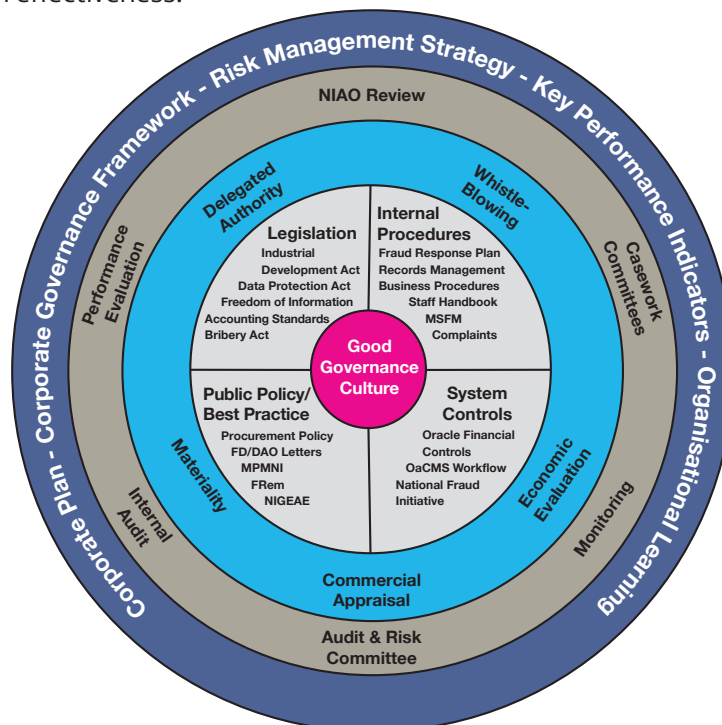 effectiveness.
Corporate Plan - Corporate Governance Framework - Risk Management Strategy - Key Performance Indicators - Organisational Learning
NIAO Review
Performance
Evaluation
Casework
Committees
Internal
Audit
Monitoring
Audit & Risk
Committee
Delegated
Authority
Whistle-
Blowing
Materiality
Economic
Evaluation
Commercial
Appraisal
Legislation
Industrial
Development Act
Data Protection Act
Freedom of Information
Accounting Standards
Bribery Act
Internal
Procedures
Fraud Response Plan
Records Management
Business Procedures
Staff Handbook
MSFM
Complaints
Good
Governance
Culture
Public Policy/
Best Practice
Procurement Policy
FD/DAO Letters
MPMNI
FRem
NIGEAE
System
Controls
Oracle Financial
Controls
OaCMS Workflow
National Fraud
Initiative